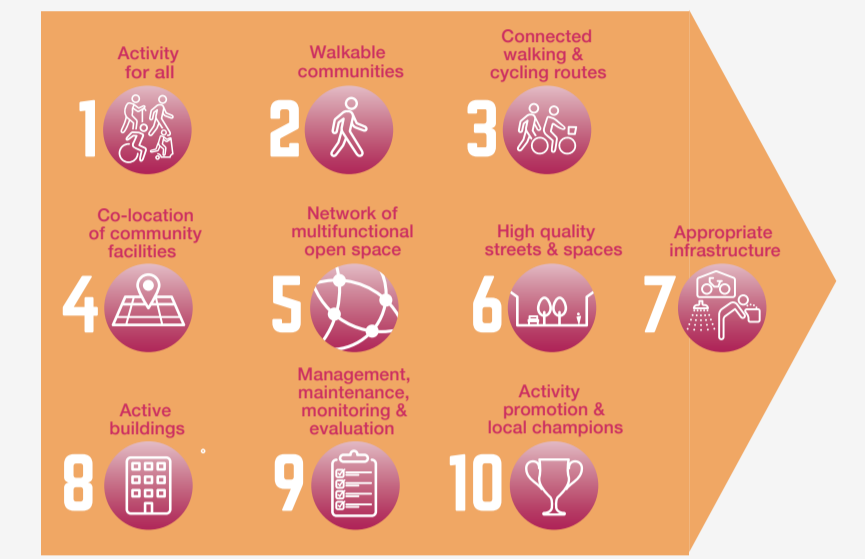 Activity
for all
1
Walkable
communities
2
Connected
walking &
cycling routes
3
Co-location
of community
facilities
4
Network of
multifunctional
open space
5
High quality
streets & spaces
6
Appropriate
infrastructure
7
Active
buildings
8
Management,
maintenance,
monitoring &
evaluation
9
Activity
promotion &
local champions
10